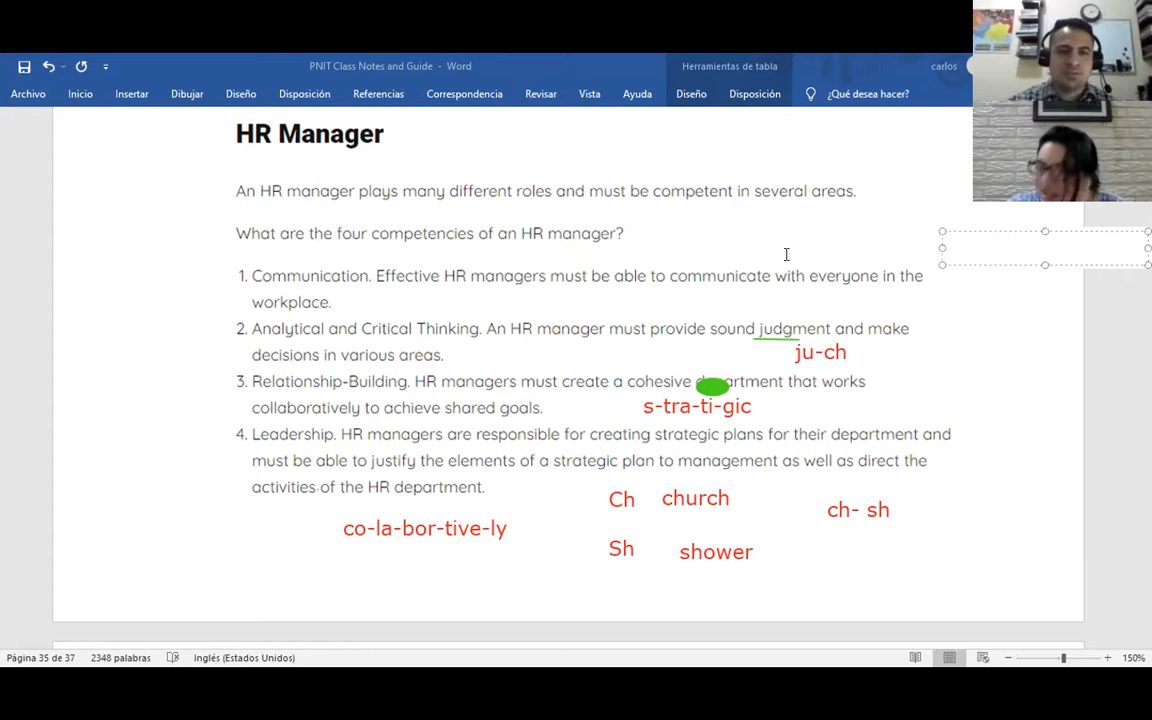 PNIT Class Notes and Guide - Word
Herramientas de tabla
carlos
Archivo Inicio Insertar Dibujar Diseño Disposición Referencias Correspondencia Revisar Vista Ayuda Diseño Disposición ¿Qué desea hacer?
HR Manager
An HR manager plays many different roles and must be competent in several areas.
What are the four competencies of an HR manager?
1. Communication. Effective HR managers must be able to communicate with everyone in the
workplace.
2. Analytical and Critical Thinking. An HR manager must provide sound judgment and make
ju-ch
decisions in various areas.
3. Relationship-Building. HR managers must create a cohesive department that works
s-tra-ti-gic
collaboratively to achieve shared goals.
4. Leadership. HR managers are responsible for creating strategic plans for their department and
must be able to justify the elements of a strategic plan to management as well as direct the
activities of the HR department.
Ch church
ch- sh
co-la-bor-tive-ly
Sh shower
Página 35 de 37 2348 palabras Inglés (Estados Unidos) 150%